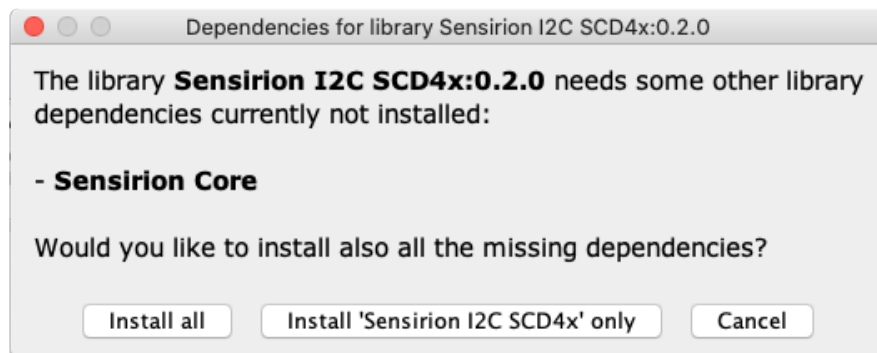 Dependencies for library Sensirion I2C SCD4x:0.2.0
The library Sensirion I2C SCD4x:0.2.0 needs some other library
dependencies currently not installed:
- Sensirion Core
Would you like to install also all the missing dependencies?
Install all
Install 'Sensirion I2C SCD4x' only
Cancel